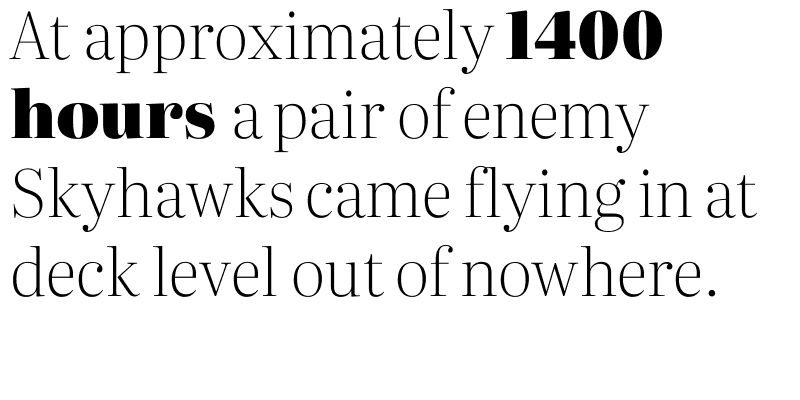 At approximately 1400
hours a pair of enemy
Skyhawks came flying in at
deck level out of nowhere.